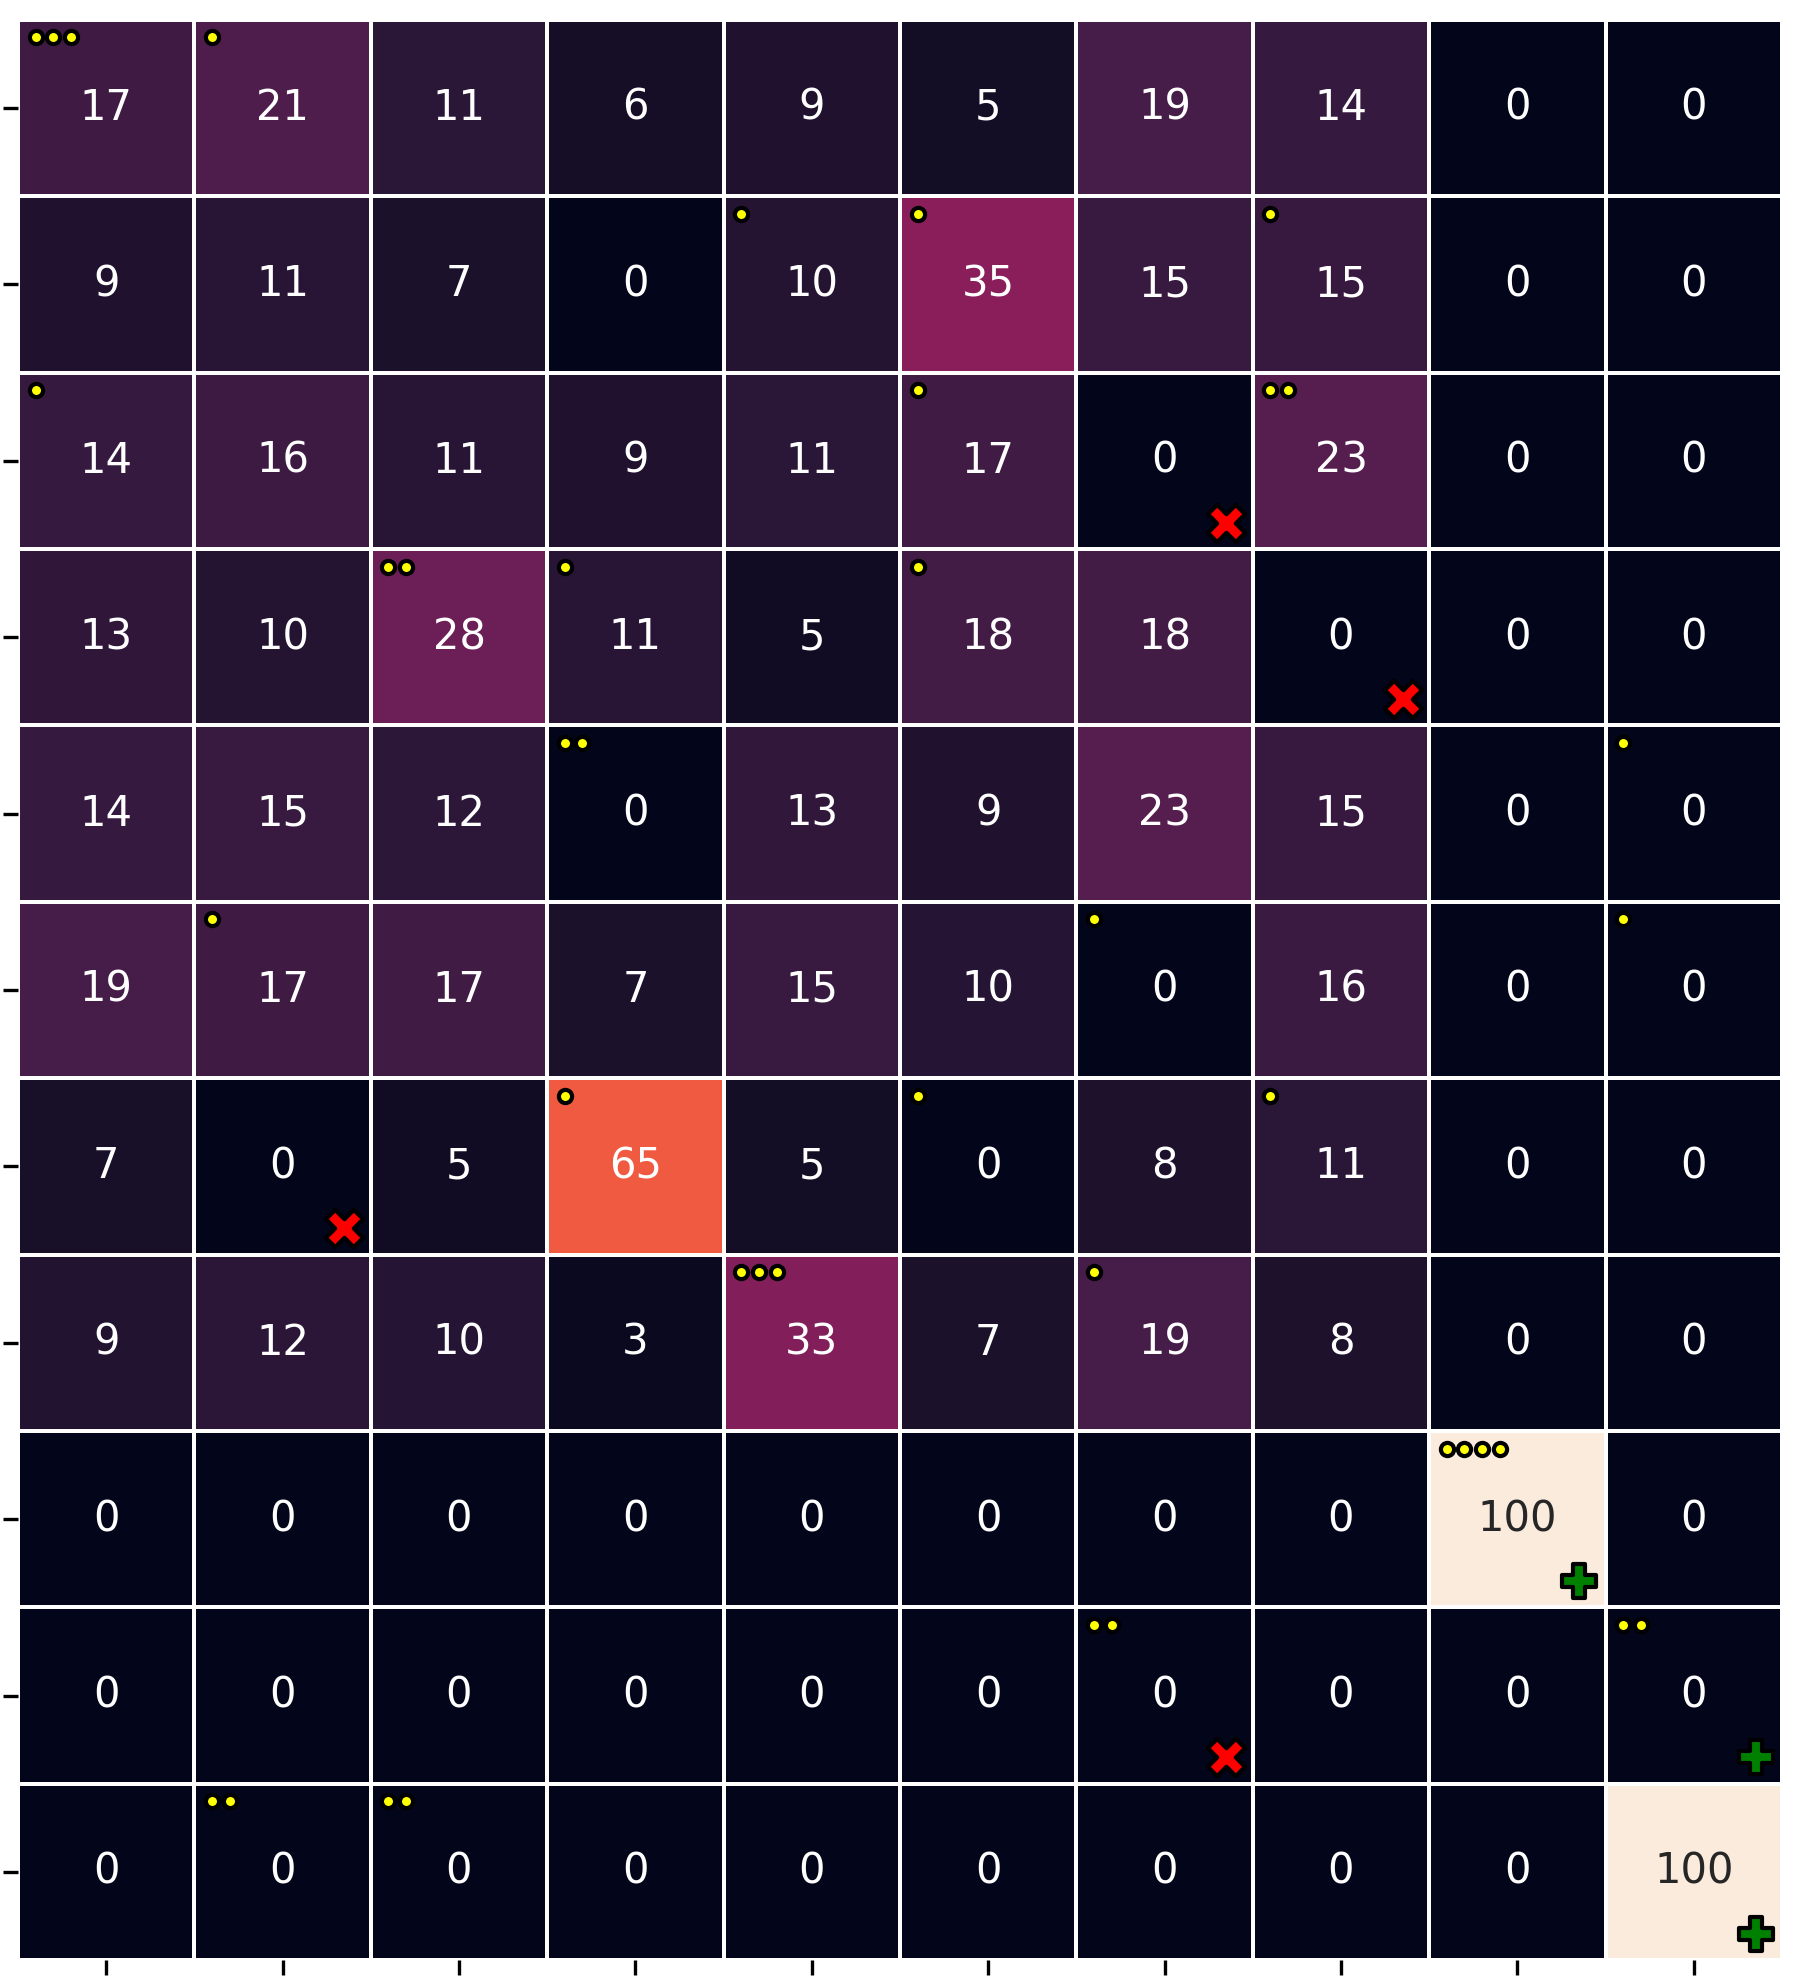 17 21 11 6 9 5 19 14 0 0
9 11 7 0 10 35 15 15 0 0
14 16 11 9 11 17 0 23 0 0
13 10 28 11 5 18 18 0 0 0
14 15 12 0 13 9 23 15 0 0
19 17 17 7 15 10 0 16 0 0
7 0 5 65 5 0 8 11 0 0
9 12 10 3 33 7 19 8 0 0
0 0 0 0 0 0 0 0 100 0
0 0 0 0 0 0 0 0 0 0
0 0 0 0 0 0 0 0 0 100